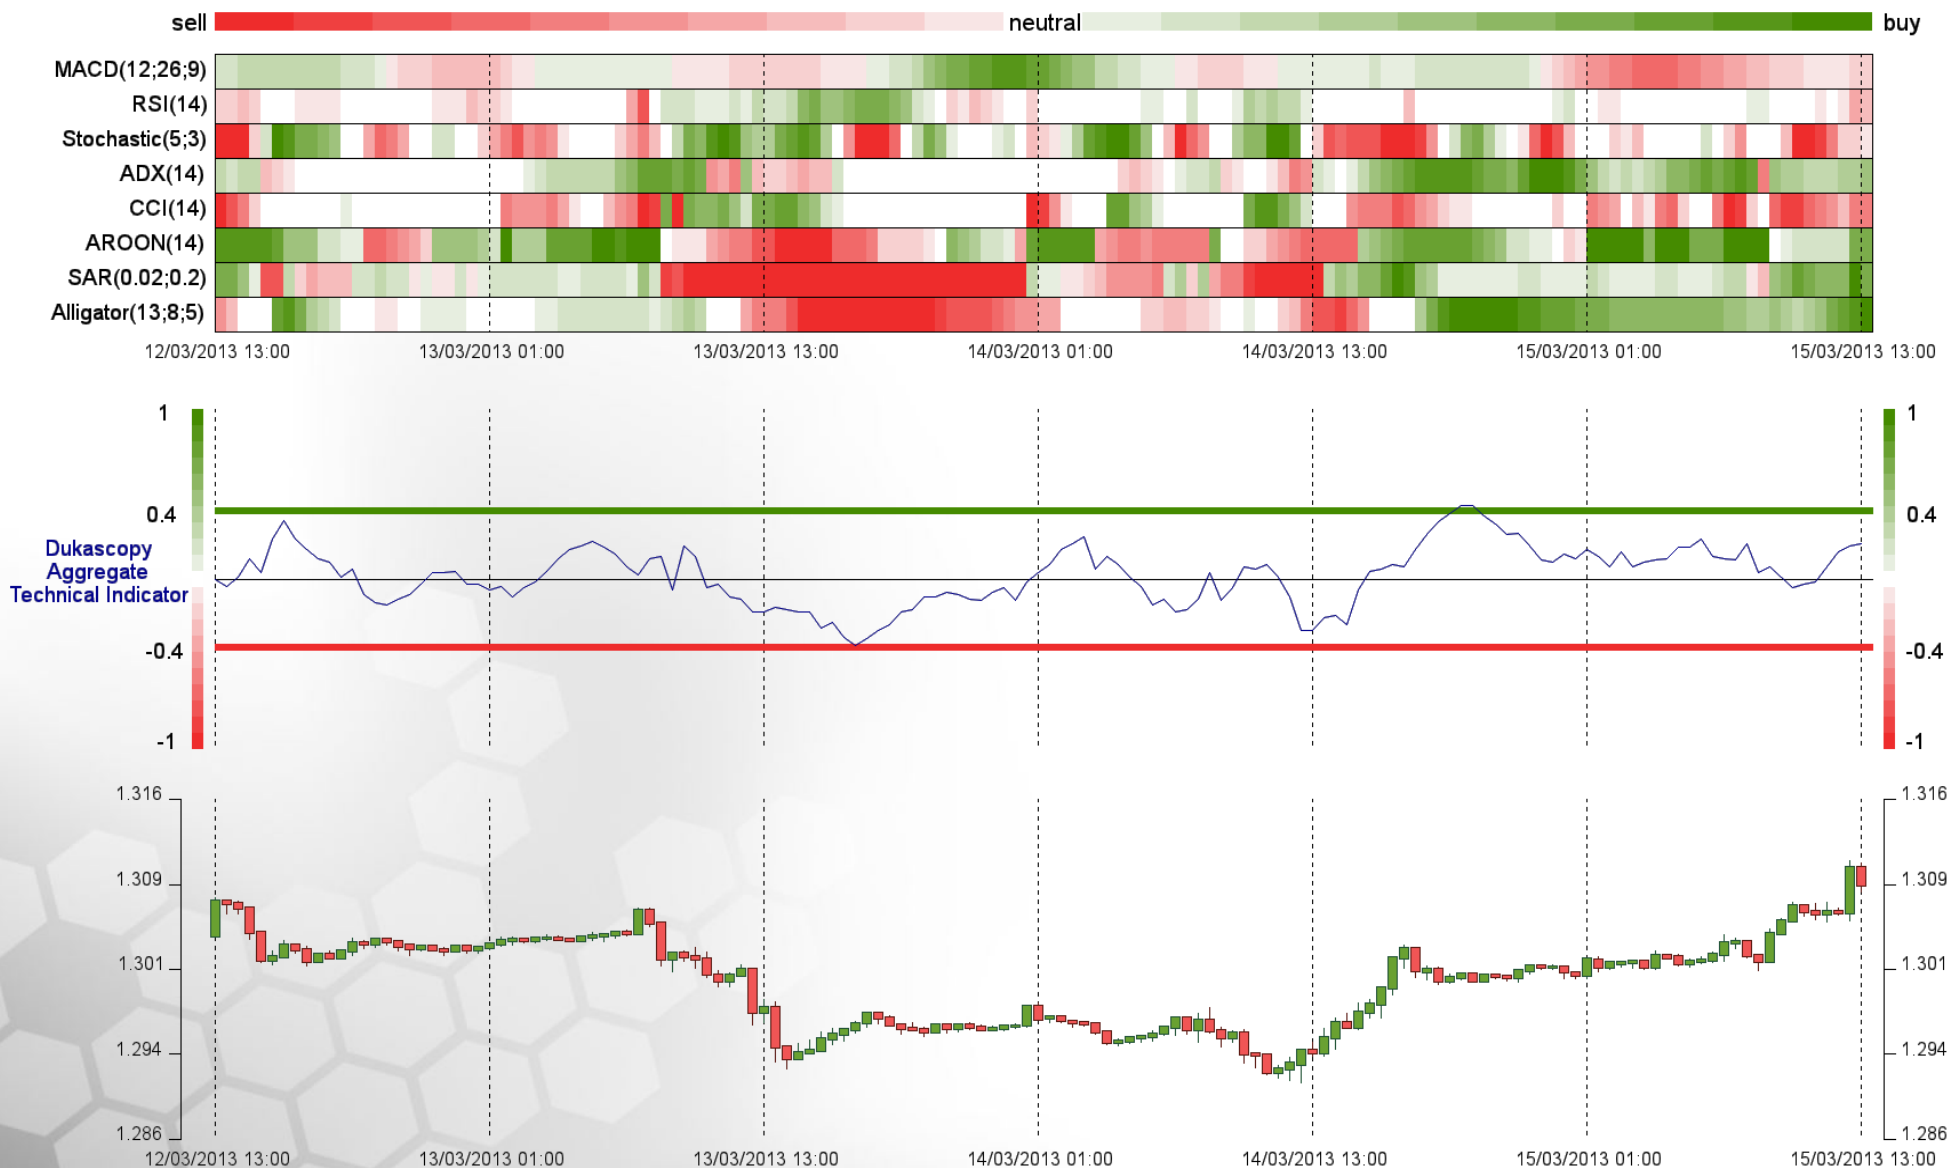 sell neutral buy
MACD(12;26;9)
RSI(14)
Stochastic(5;3)
ADX(14)
CCI(14)
AROON(14)
SAR(0.02;0.2)
Alligator(13;8;5)
12/03/2013 13:00 13/03/2013 01:00 13/03/2013 13:00 14/03/2013 01:00 14/03/2013 13:00 15/03/2013 01:00 15/03/2013 13:00
1 1
0.4 0.4
Dukascopy
Aggregate
Technical Indicator
-0.4 -0.4
-1 -1
1.316 1.316
1.309 1.309
1.301 1.301
1.294 1.294
1.286 1.286
12/03/2013 13:00 13/03/2013 01:00 13/03/2013 13:00 14/03/2013 01:00 14/03/2013 13:00 15/03/2013 01:00 15/03/2013 13:00